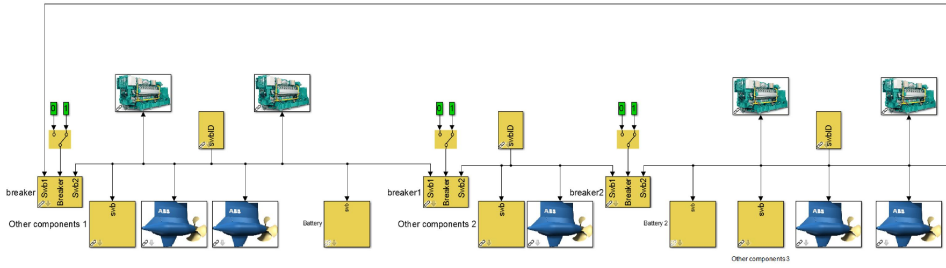 0
1
swbID
0
1
swbID
0
1
swbID
breaker
Swb1
Breaker
Swb2
breaker1
Swb1
Breaker
Swb2
breaker2
Swb1
Breaker
Swb2
Other components 1
swb
ABB
ABB
Battery
swb
Other components 2
swb
ABB
Battery 2
swb
swb
Other components 3
ABB
ABB